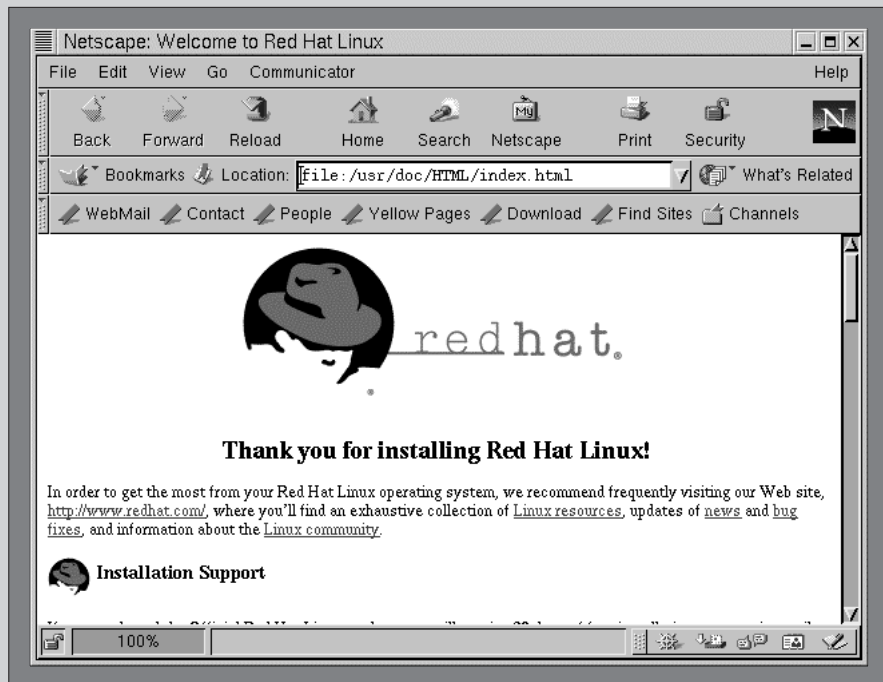 Netscape: Welcome to Red Hat Linux
File Edit View Go Communicator Help
Back Forward Reload Home Search Netscape Print Security
My
N
Bookmarks Location: file:/usr/doc/HTML/index.html What's Related
WebMail Contact People Yellow Pages Download Find Sites Channels
redhat.®
®
Thank you for installing Red Hat Linux!
In order to get the most from your Red Hat Linux operating system, we recommend frequently visiting our Web site,
http://www.redhat.com/, where you'll find an exhaustive collection of Linux resources, updates of news and bug
fixes, and information about the Linux community.
Installation Support
100%